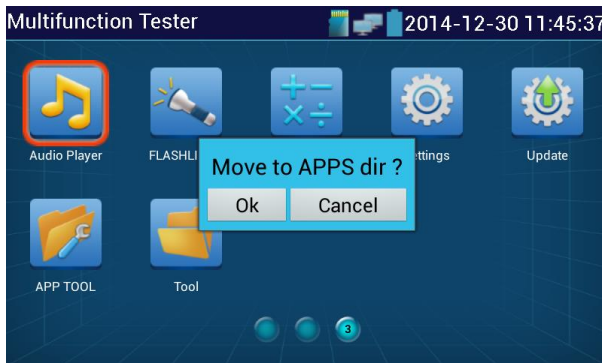 Multifunction Tester 2014-12-30 11:45:37
Audio Player FLASHLI ttings Update
Move to APPS dir ?
Ok Cancel
APP TOOL Tool
3